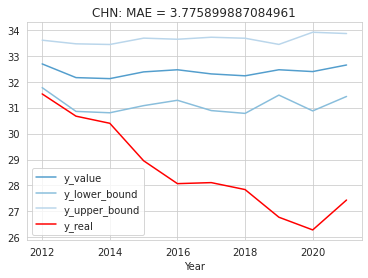 CHN: MAE = 3.775899887084961
34
33
32
31
30
29
28
27
26
y_value
y_lower_bound
y_upper_bound
y_real
2012 2014 2016 2018 2020
Year